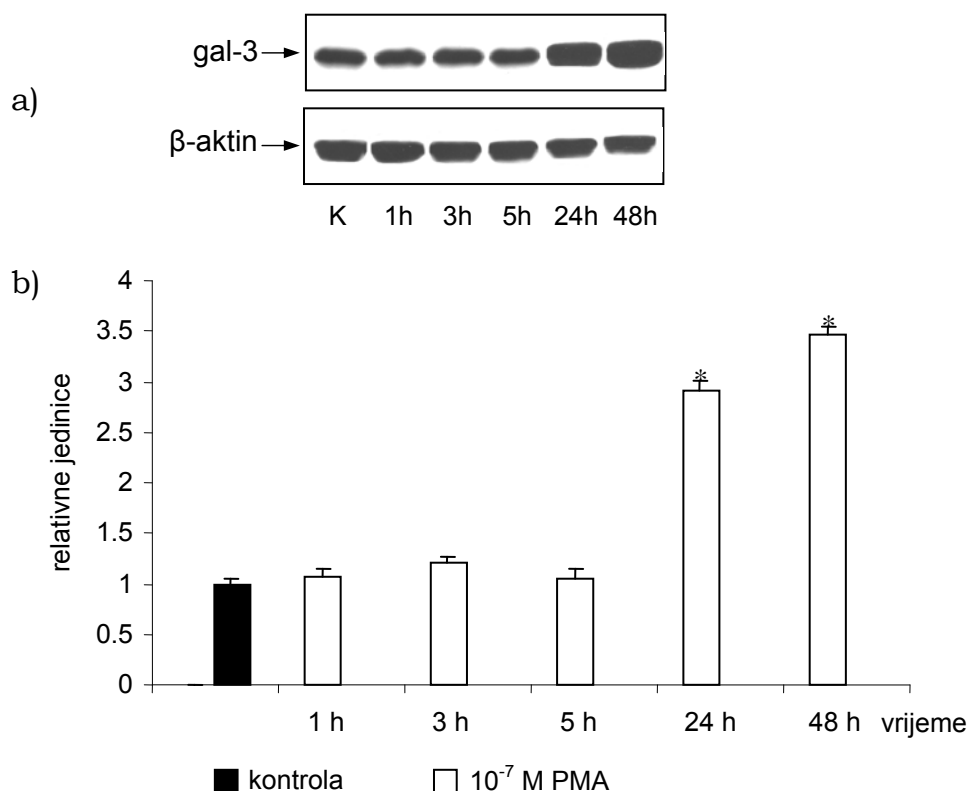 a)
gal-3
β-aktin
K 1h 3h 5h 24h 48h
b)
relativne jedinice
4
3.5
3
2.5
2
1.5
1
0.5
0
*
*
1 h 3 h 5 h 24 h 48 h vrijeme
kontrola 10⁻⁷ M PMA